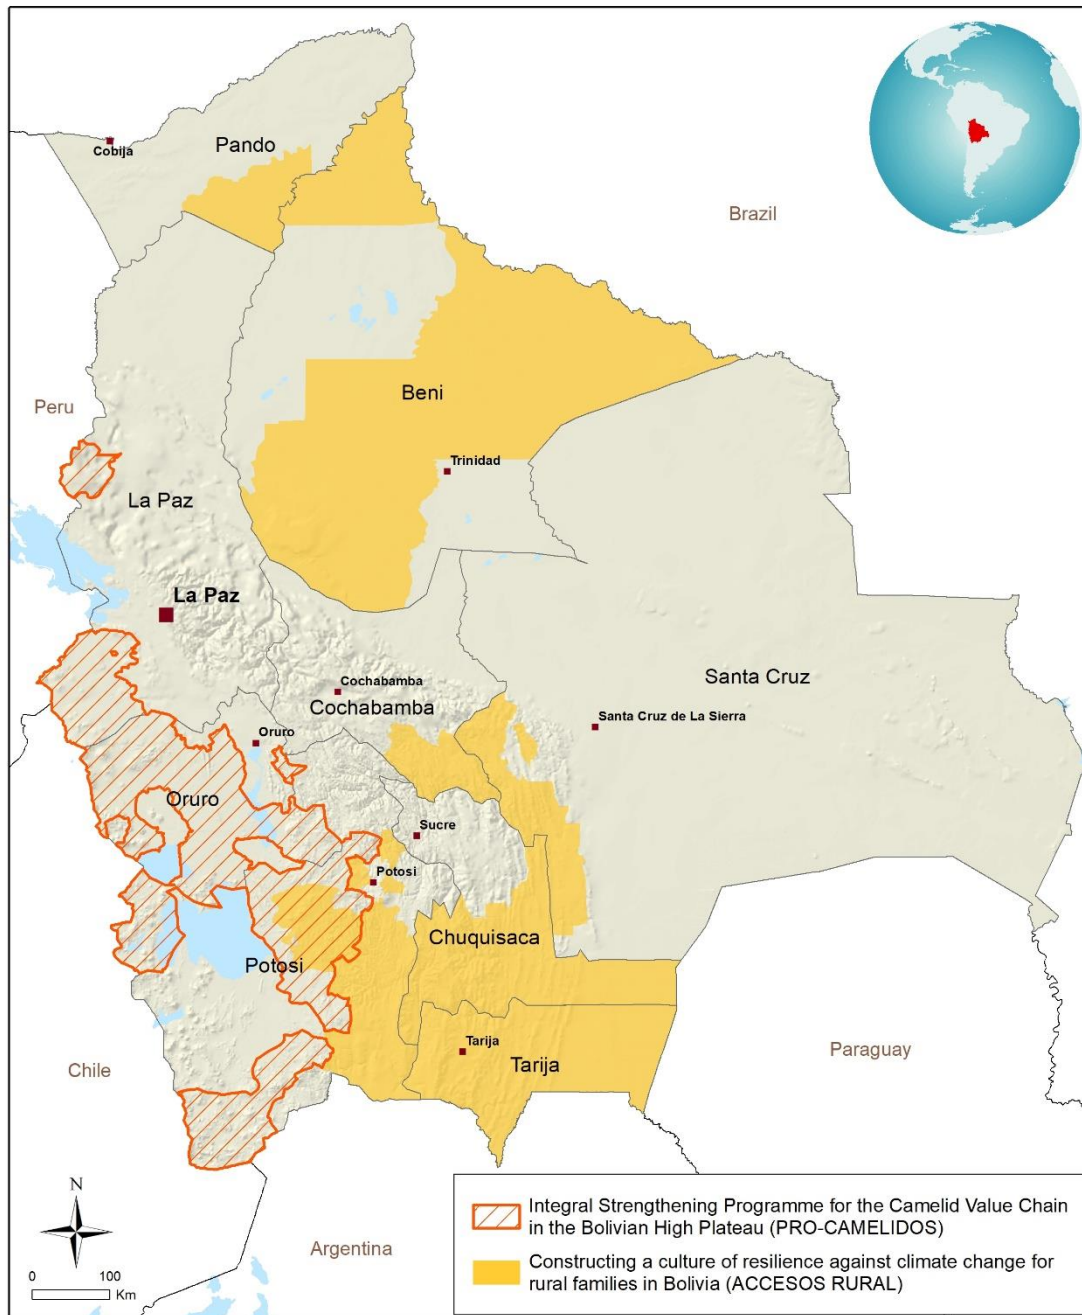 Pando
Cobija
Brazil
Beni
Peru
Trinidad
La Paz
La Paz
Santa Cruz
Cochabamba
Cochabamba
Santa Cruz de La Sierra
Oruro
Oruro
Sucre
Potosi
Chuquisaca
Potosi
Tarija
Paraguay
Chile
Tarija
N
Integral Strengthening Programme for the Camelid Value Chain
in the Bolivian High Plateau (PRO-CAMELIDOS)
Argentina
Constructing a culture of resilience against climate change for
rural families in Bolivia (ACCESOS RURAL)
0 100
Km